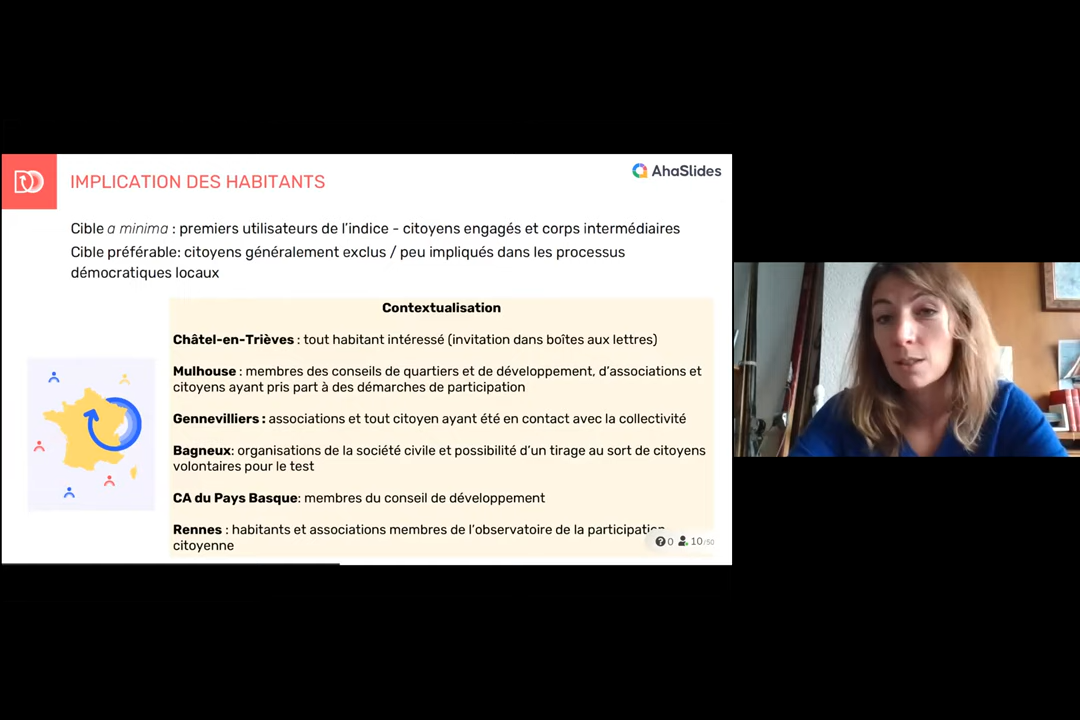 IMPLICATION DES HABITANTS
AhaSlides
Cible a minima : premiers utilisateurs de l'indice - citoyens engagés et corps intermédiaires
Cible préférable: citoyens généralement exclus / peu impliqués dans les processus
démocratiques locaux
Contextualisation
Châtel-en-Trièves : tout habitant intéressé (invitation dans boîtes aux lettres)
Mulhouse : membres des conseils de quartiers et de développement, d'associations et
citoyens ayant pris part à des démarches de participation
Gennevilliers : associations et tout citoyen ayant été en contact avec la collectivité
Bagneux: organisations de la société civile et possibilité d'un tirage au sort de citoyens
volontaires pour le test
CA du Pays Basque: membres du conseil de développement
Rennes : habitants et associations membres de l'observatoire de la participation
citoyenne
0 10/50